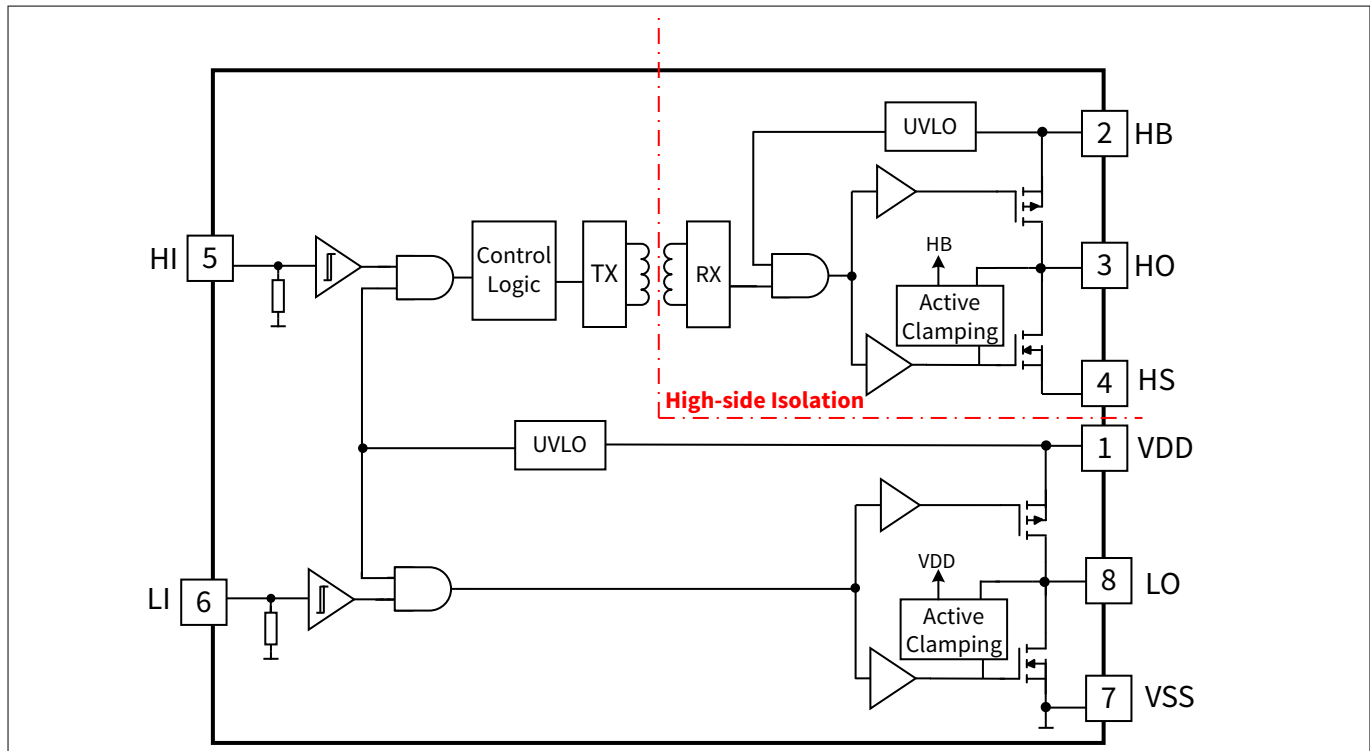 UVLO
2 HB
HI 5
Control
Logic
TX
RX
HB
3 HO
Active
Clamping
4 HS
High-side Isolation
UVLO
1 VDD
VDD
8 LO
LI 6
Active
Clamping
7 VSS